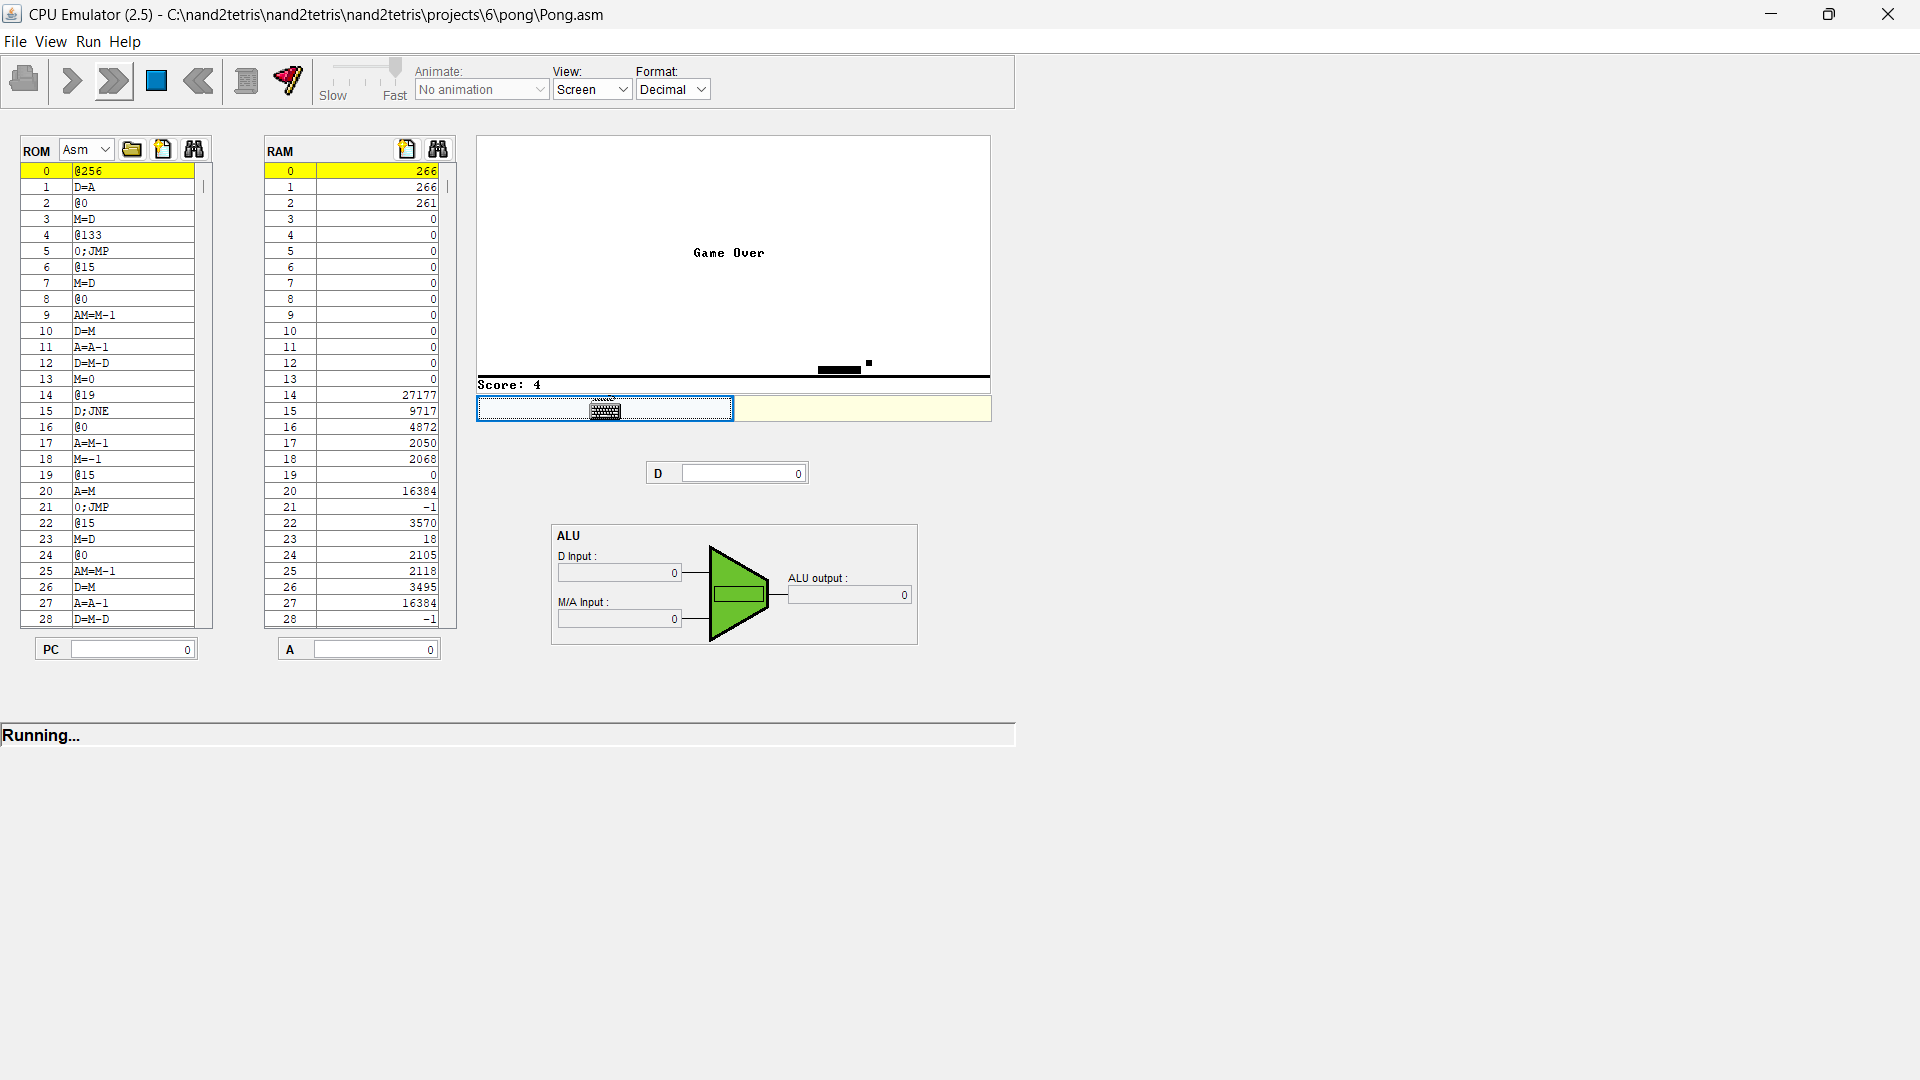 CPU Emulator (2.5) - C:\nand2tetris\nand2tetris\nand2tetris\projects\6\pong\Pong.asm
File View Run Help
Slow Fast
Animate:
No animation
View:
Screen
Format:
Decimal
ROM Asm
0 @256
1 D=A
2 @0
3 M=D
4 @133
5 0;JMP
6 @15
7 M=D
8 @0
9 AM=M-1
10 D=M
11 A=A-1
12 D=M-D
13 M=0
14 @19
15 D;JNE
16 @0
17 A=M-1
18 M=-1
19 @15
20 A=M
21 0;JMP
22 @15
23 M=D
24 @0
25 AM=M-1
26 D=M
27 A=A-1
28 D=M-D
PC 0
RAM
0 266
1 266
2 261
3 0
4 0
5 0
6 0
7 0
8 0
9 0
10 0
11 0
12 0
13 0
14 27177
15 9717
16 4872
17 2050
18 2068
19 0
20 16384
21 -1
22 3570
23 18
24 2105
25 2118
26 3495
27 16384
28 -1
A 0
Game Over
Score: 4
D 0
ALU
D Input :
0
M/A Input :
0
ALU output :
0
Running...